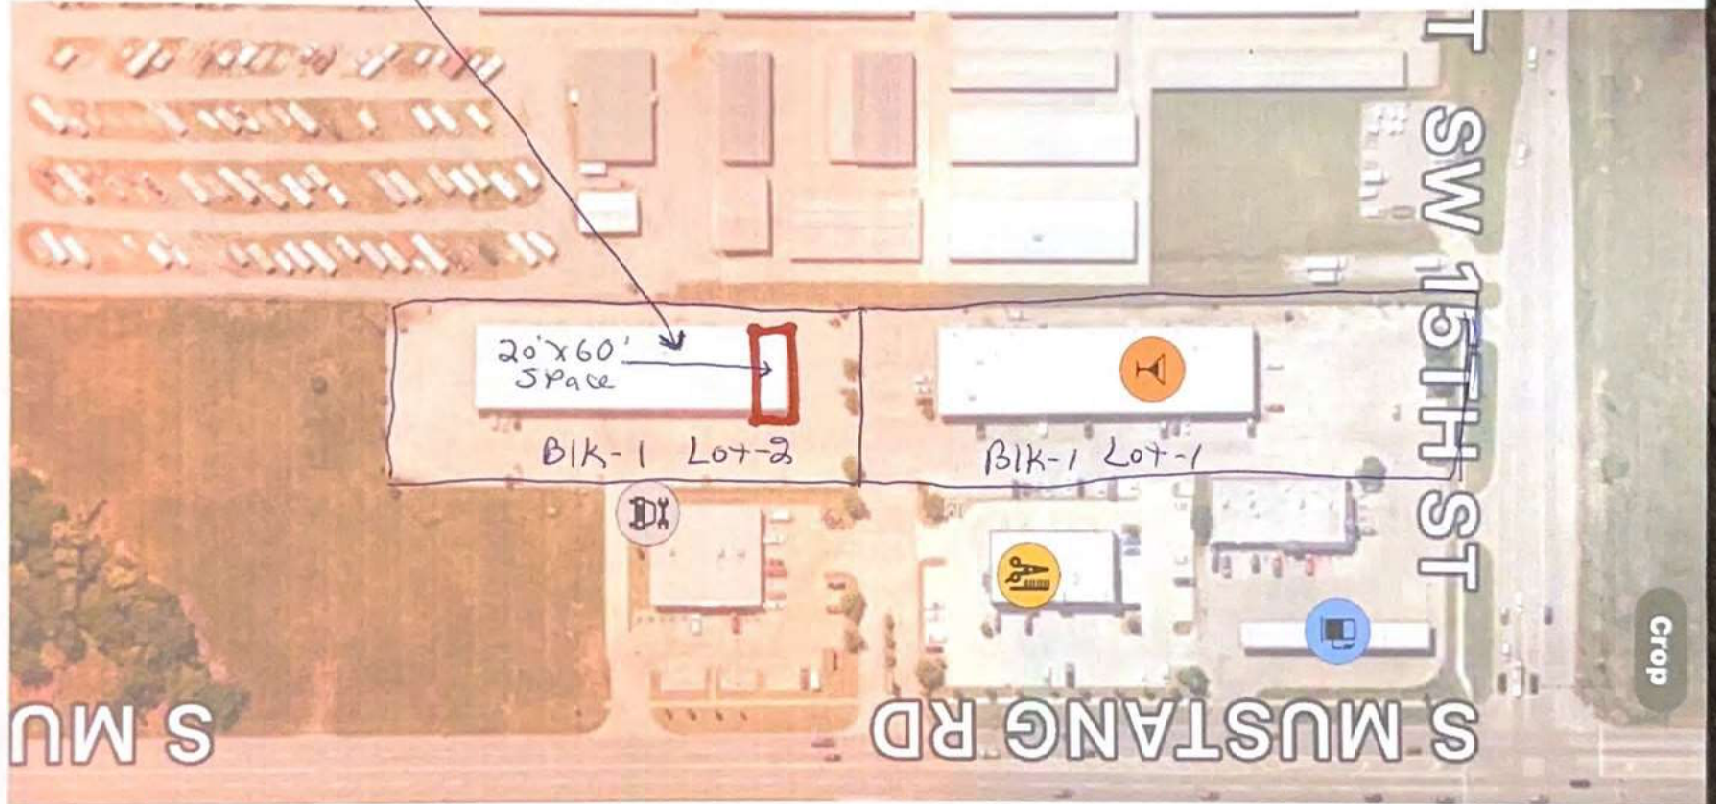 SW 15TH ST
T
20'x60'
Space
Blk-1 Lot-2
Blk-1 Lot-1
S MUSTANG RD
S MU
Crop